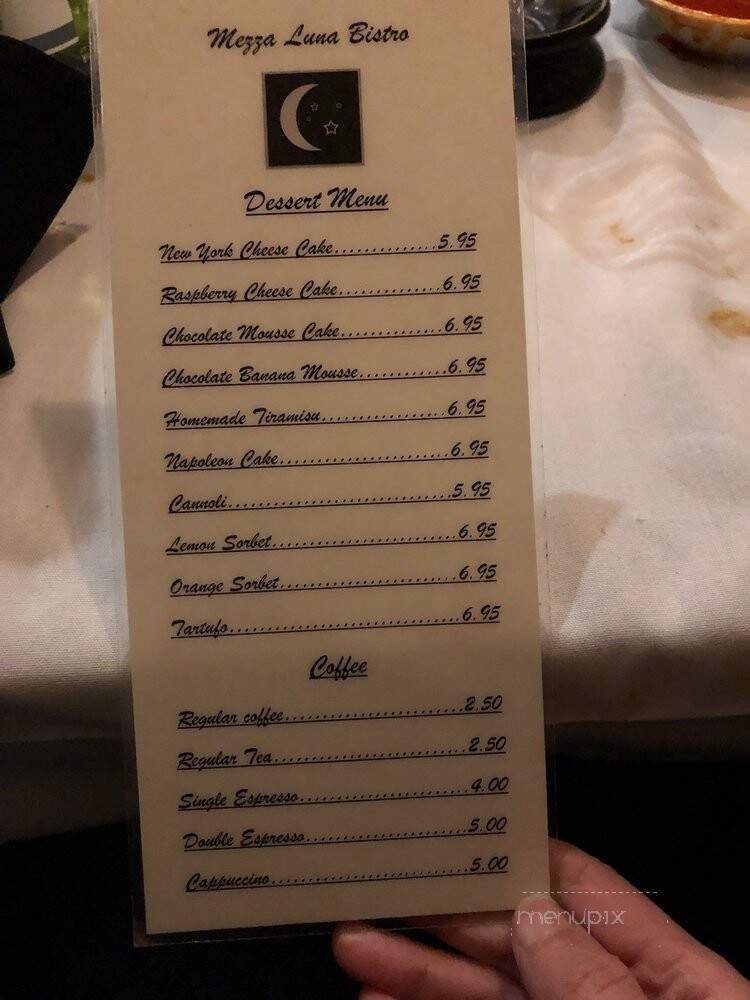 Mezza Luna Bistro
Dessert Menu
New York Cheese Cake..............5.95
Raspberry Cheese Cake.............6.95
Chocolate Mousse Cake.............6.95
Chocolate Banana Mousse...........6.95
Homemade Tiramisu................6.95
Napoleon Cake......................6.95
Cannoli.............................5.95
Lemon Sorbet.......................6.95
Orange Sorbet......................6.95
Tartufo.............................6.95
Coffee
Regular coffee.......................2.50
Regular Tea.........................2.50
Single Espresso.....................4.00
Double Espresso....................5.00
Cappuccino.........................5.00
menupix